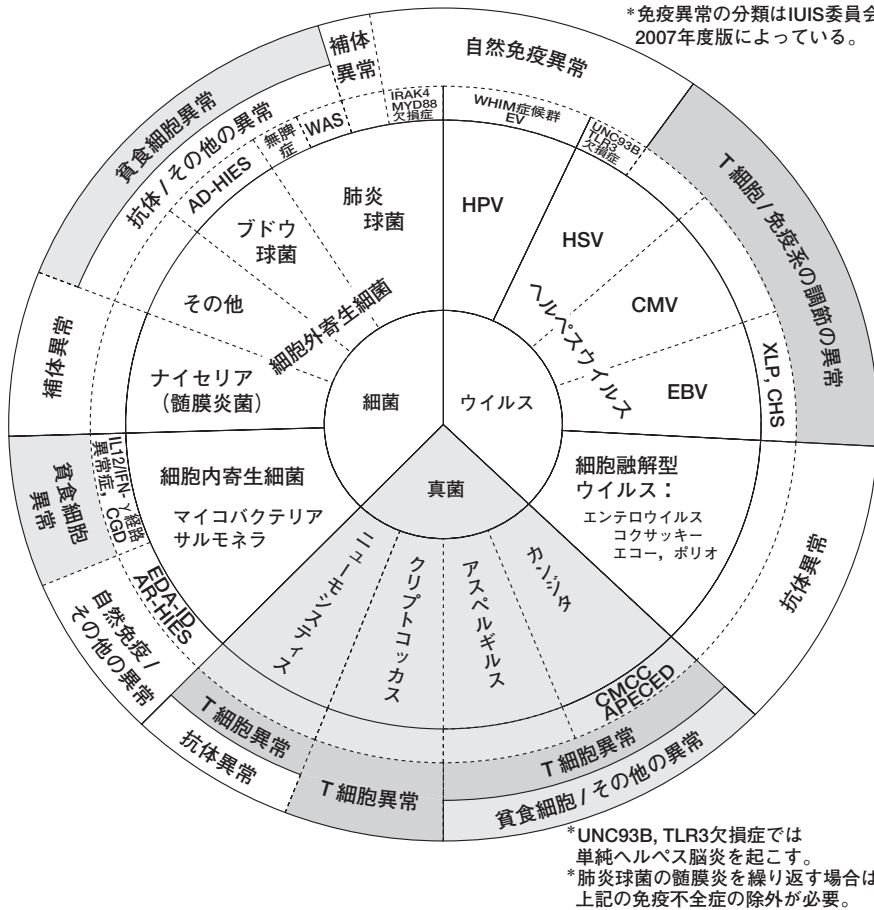 *免疫異常の分類はIUIS委員会
2007年度版によっている。
補体
異常
自然免疫異常
T細胞/免疫系の調節の異常
抗体異常
貧食細胞/その他の異常
T細胞異常
T細胞異常
抗体異常
T細胞異常
自然免疫/
その他の異常
貧食細胞
異常
補体異常
貧食細胞異常
抗体/その他の異常
AD-HIES
無脾
症
WAS
IRAK4
MYD88
欠損症
WHIM症候群
EV
UNC93B
TLR3
欠損症
XLP, CHS
CMCC
APECED
EDA-ID
AR-HIES
IL12/IFN-γ経路
異常症, CGD
肺炎
球菌
ブドウ
球菌
その他
細胞外寄生細菌
ナイセリア
(髄膜炎菌)
細胞内寄生細菌
マイコバクテリア
サルモネラ
HPV
HSV
CMV
EBV
ヘルペスウイルス
細胞融解型
ウイルス:
エンテロウイルス
コクサッキー
エコー, ポリオ
細菌
ウイルス
真菌
ニューモシスティス
クリプトコッカス
アスペルギルス
カンジタ
*UNC93B, TLR3欠損症では
単純ヘルペス脳炎を起こす。
*肺炎球菌の髄膜炎を繰り返す場合は
上記の免疫不全症の除外が必要。